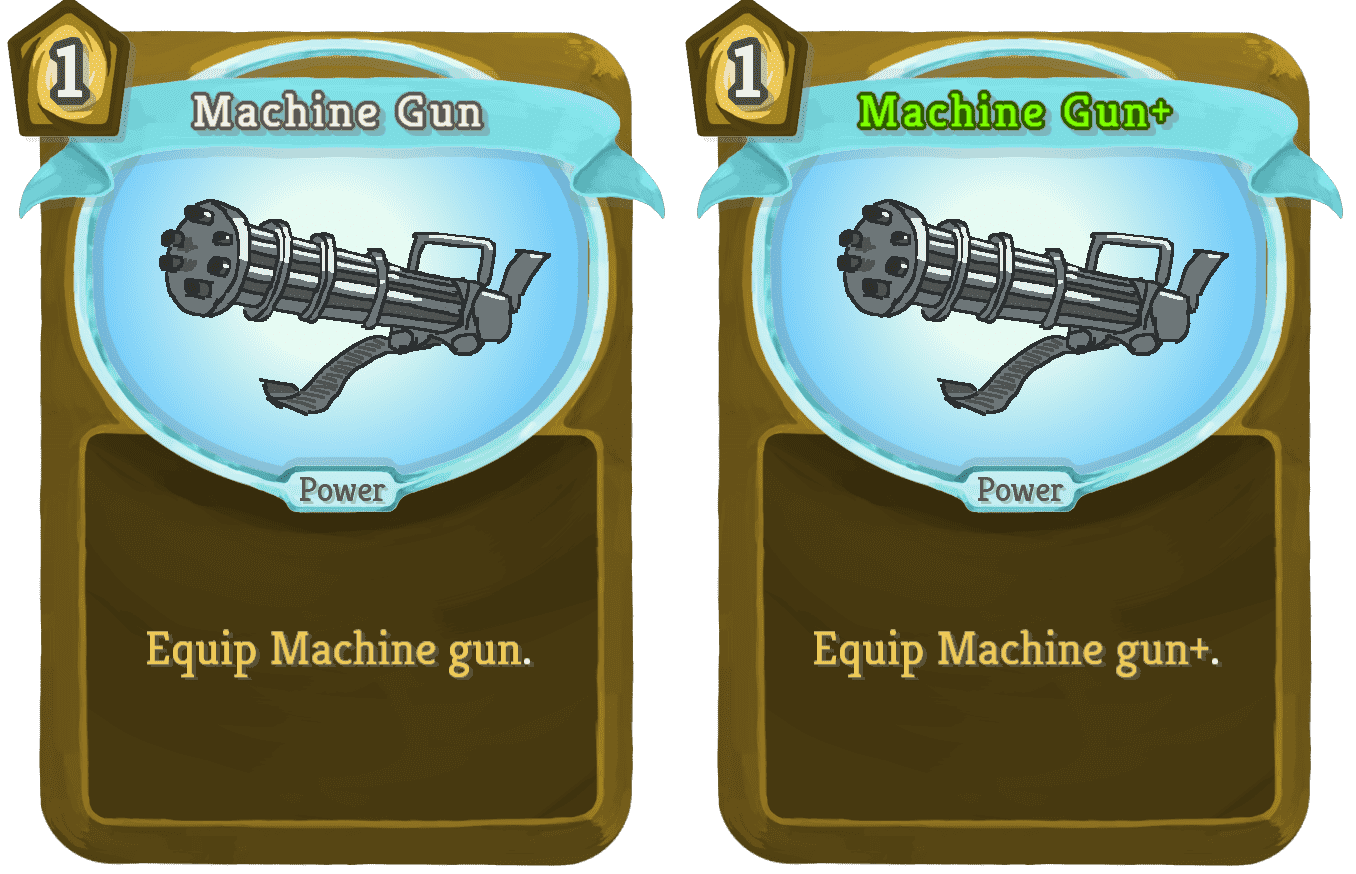 1
Machine Gun
Power
Equip Machine gun.
1
Machine Gun+
Power
Equip Machine gun+.